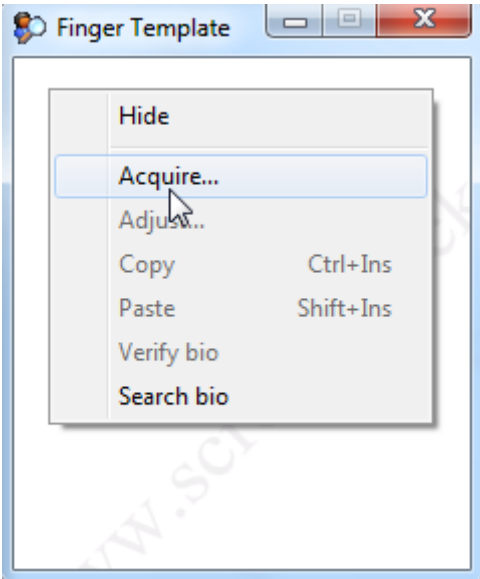 Finger Template
Hide
Acquire...
Adjust...
Copy Ctrl+Ins
Paste Shift+Ins
Verify bio
Search bio